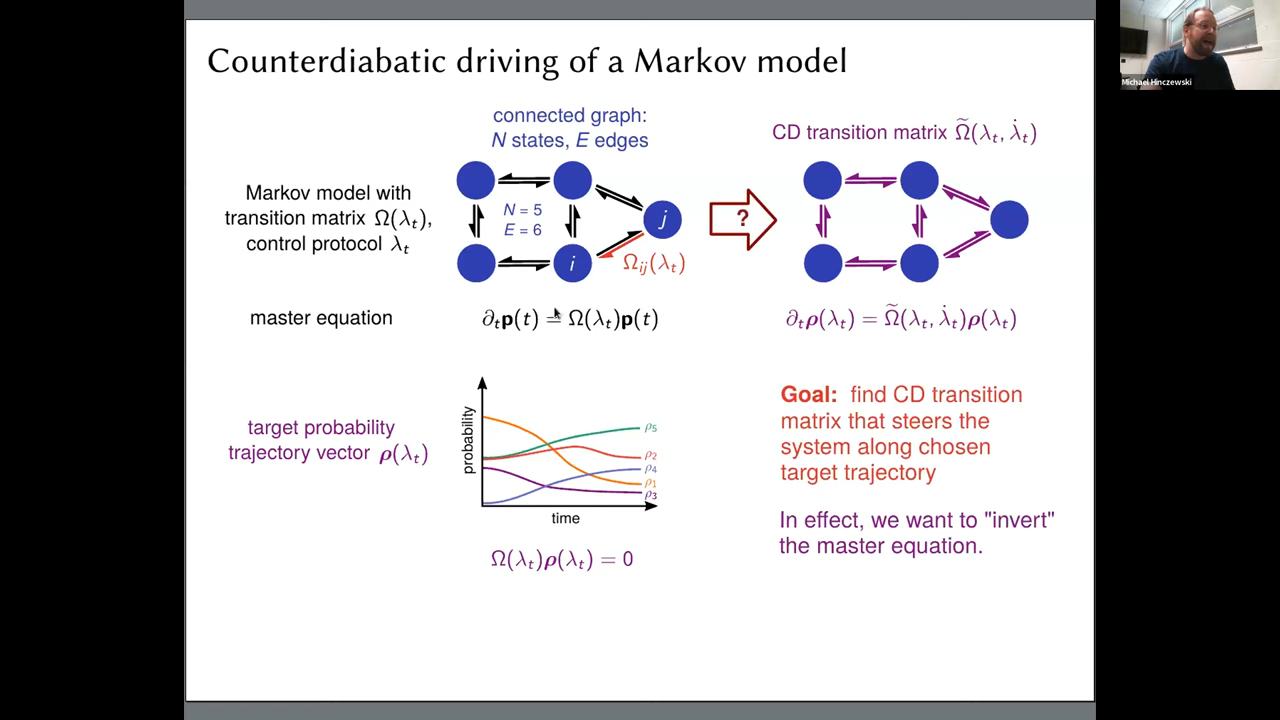 Counterdiabatic driving of a Markov model
Michael Hinczewski
connected graph:
N states, E edges
CD transition matrix Ω̃(λₜ, λ̇ₜ)
Markov model with
transition matrix Ω(λₜ),
control protocol λₜ
N = 5
E = 6
j
i
Ωᵢⱼ(λₜ)
?
master equation
∂ₜp(t) = Ω(λₜ)p(t)
∂ₜρ(λₜ) = Ω̃(λₜ, λ̇ₜ)ρ(λₜ)
target probability
trajectory vector ρ(λₜ)
probability
ρ₅
ρ₂
ρ₄
ρ₁
ρ₃
time
Ω(λₜ)ρ(λₜ) = 0
Goal: find CD transition
matrix that steers the
system along chosen
target trajectory
In effect, we want to "invert"
the master equation.